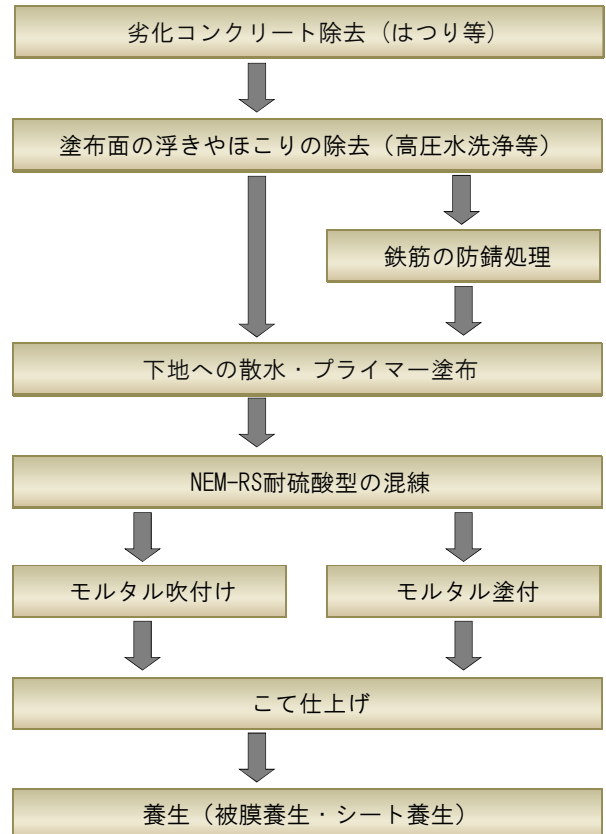 劣化コンクリート除去（はつり等）
塗布面の浮きやほこりの除去（高圧水洗浄等）
鉄筋の防錆処理
下地への散水・プライマー塗布
NEM-RS耐硫酸型の混練
モルタル吹付け
モルタル塗付
こて仕上げ
養生（被膜養生・シート養生）